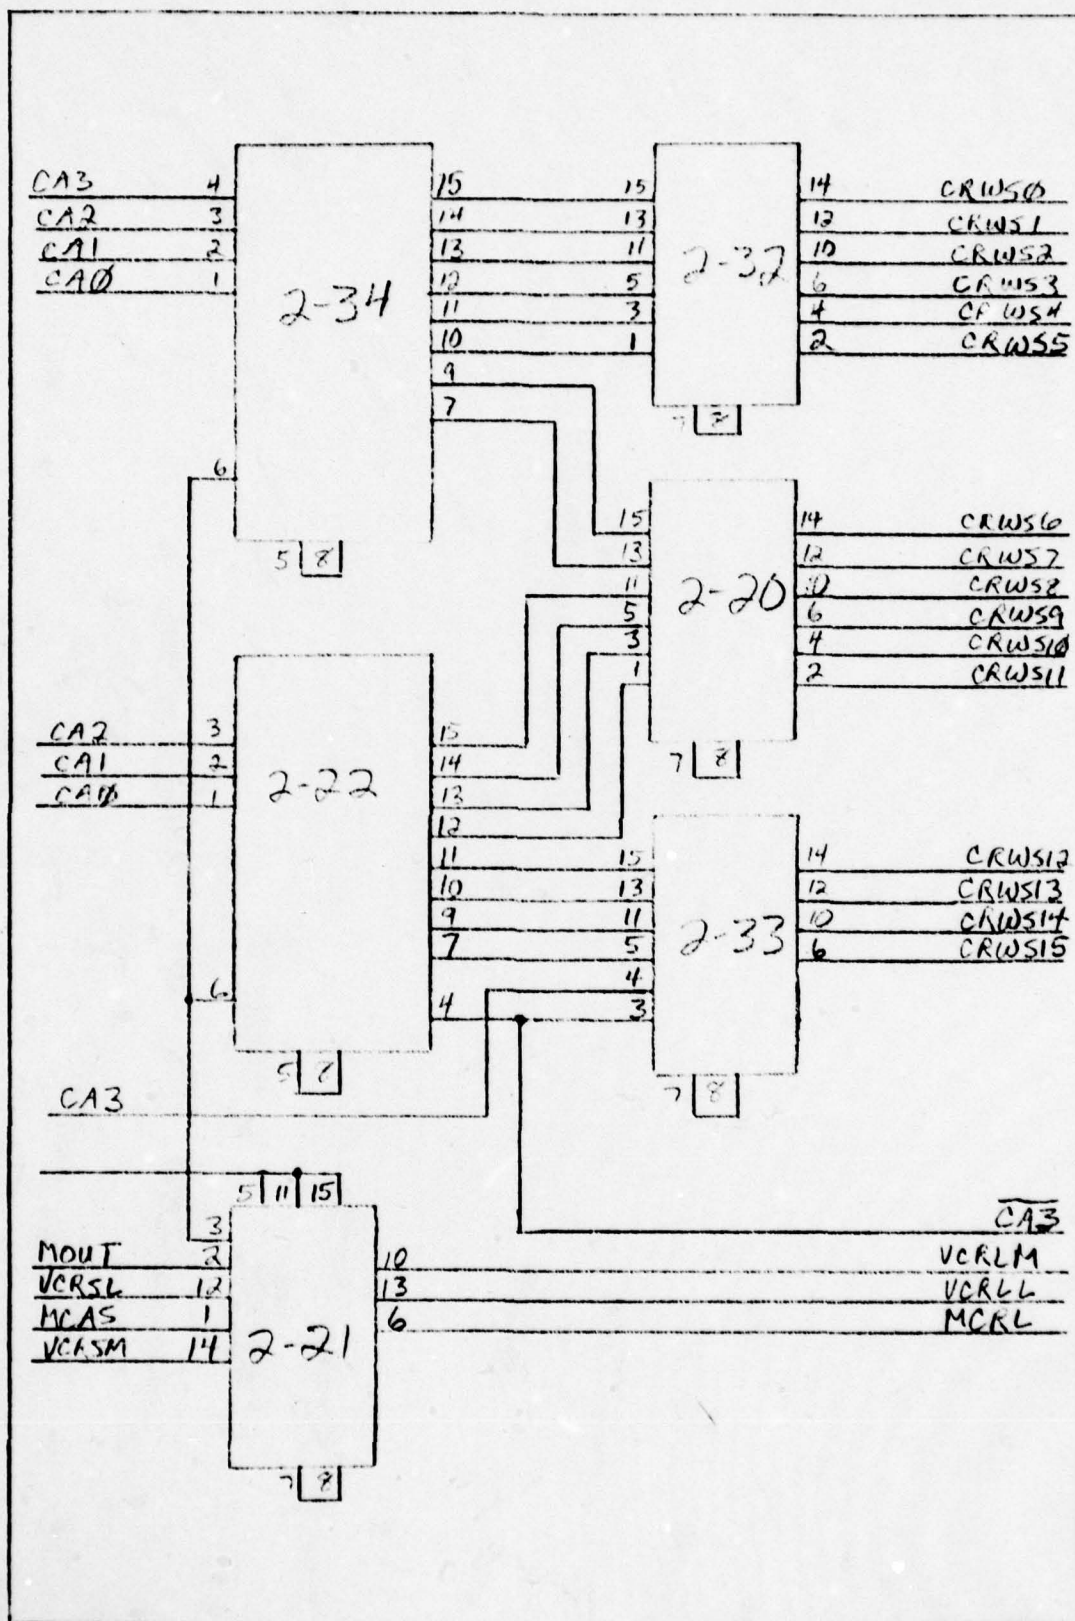 CA3 4 15 15 14 CRWS0
CA2 3 14 13 12 CRWS1
CA1 2 13 11 10 CRWS2
CAØ 1 12 5 6 CRWS3
2-34 2-32
11 3 4 CRWS4
10 1 2 CRWS5
9
7 7 8
6
5 8
15 14 CRWS6
13 12 CRWS7
11 10 CRWS8
2-20
5 6 CRWS9
3 4 CRWS1Ø
1 2 CRWS11
CA2 3 15
CA1 2 14 7 8
CAØ 1 2-22 13
12
11 15 14 CRWS12
10 13 12 CRWS13
9 11 10 CRWS14
2-33
7 5 6 CRWS15
6 4
4 3
5 8 7 8
CA3
5 11 15
3 CA3
MOUT 2 10 VCRLM
VCRSL 12 13 VCRLL
MCAS 1 6 MCRL
VCRSM 14 2-21
7 8